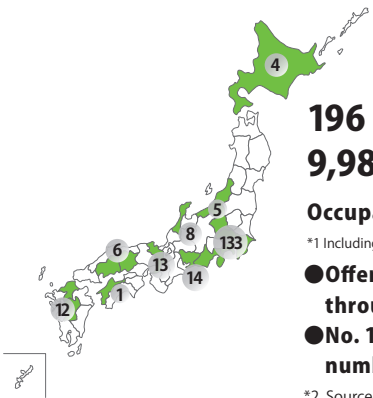 4
196
9,98
5
Occupa
8
133
*1 Including
6
13
●Offer
14
throu
1
12
●No. 1
numb
*2 Source